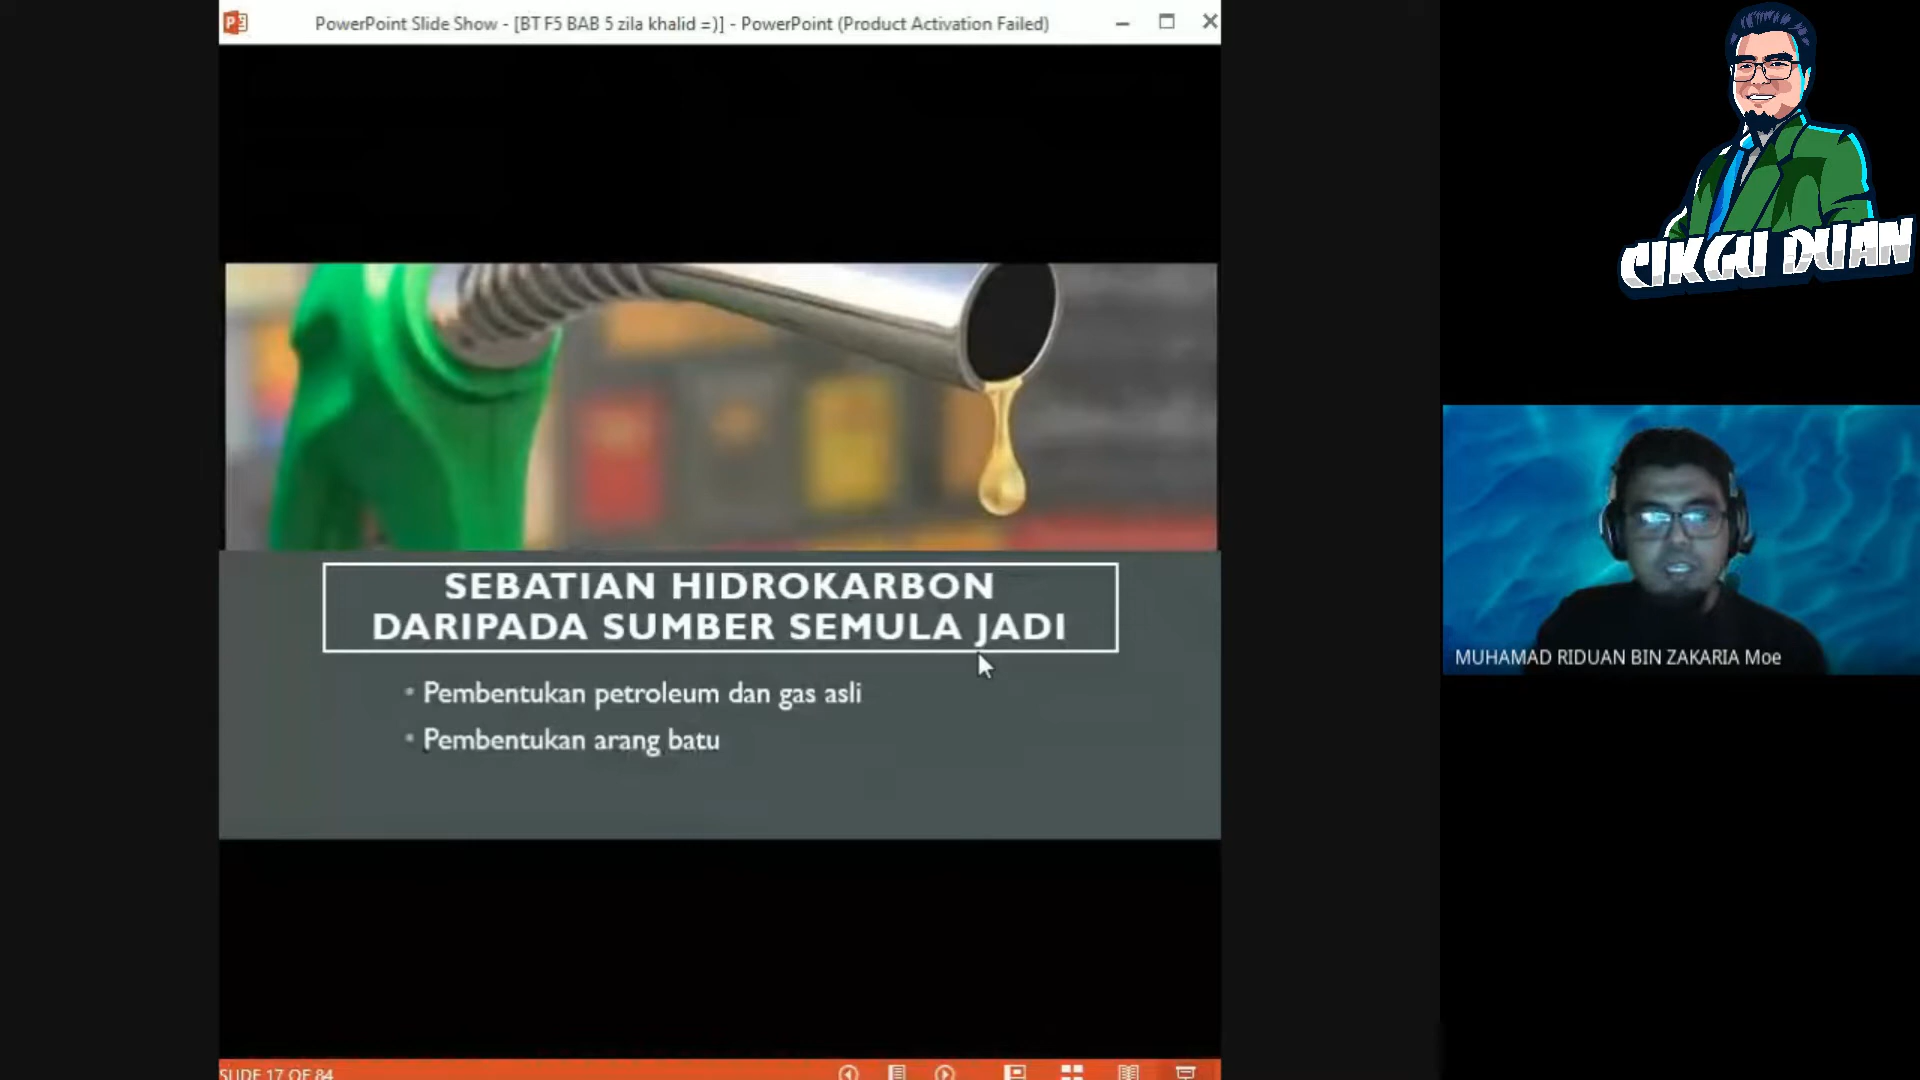 PowerPoint Slide Show - [BT F5 BAB 5 zila khalid =)] - PowerPoint (Product Activation Failed)
CIKGU DUAN
SEBATIAN HIDROKARBON
DARIPADA SUMBER SEMULA JADI
• Pembentukan petroleum dan gas asli
• Pembentukan arang batu
MUHAMAD RIDUAN BIN ZAKARIA Moe
SLIDE 17 OF 84